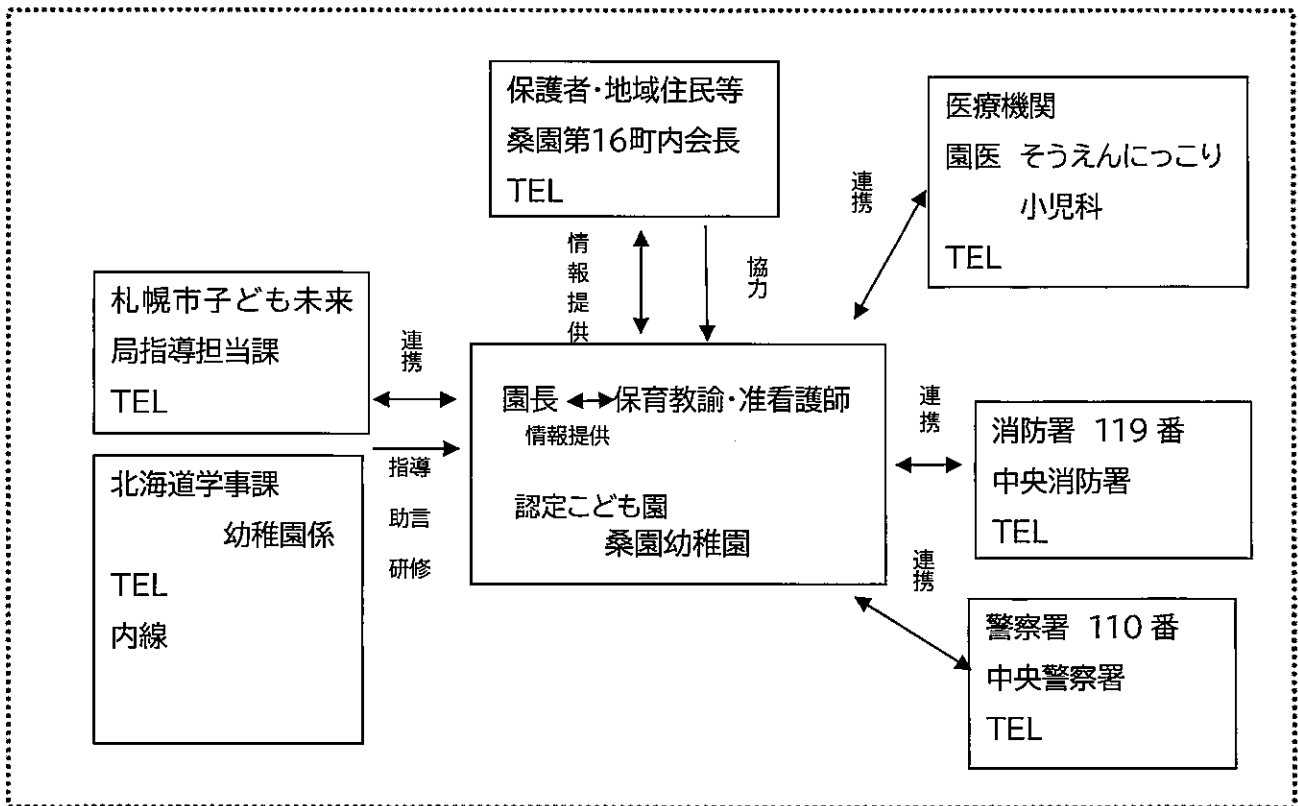 保護者・地域住民等
桑園第16町内会長
TEL
医療機関
園医 そうえんにっこり
小児科
TEL
連携
情報提供
協力
札幌市子ども未来
局指導担当課
TEL
連携
北海道学事課
幼稚園係
TEL
内線
指導
助言
研修
園長 保育教諭・准看護師
情報提供
認定こども園
桑園幼稚園
連携
消防署 119番
中央消防署
TEL
連携
警察署 110番
中央警察署
TEL